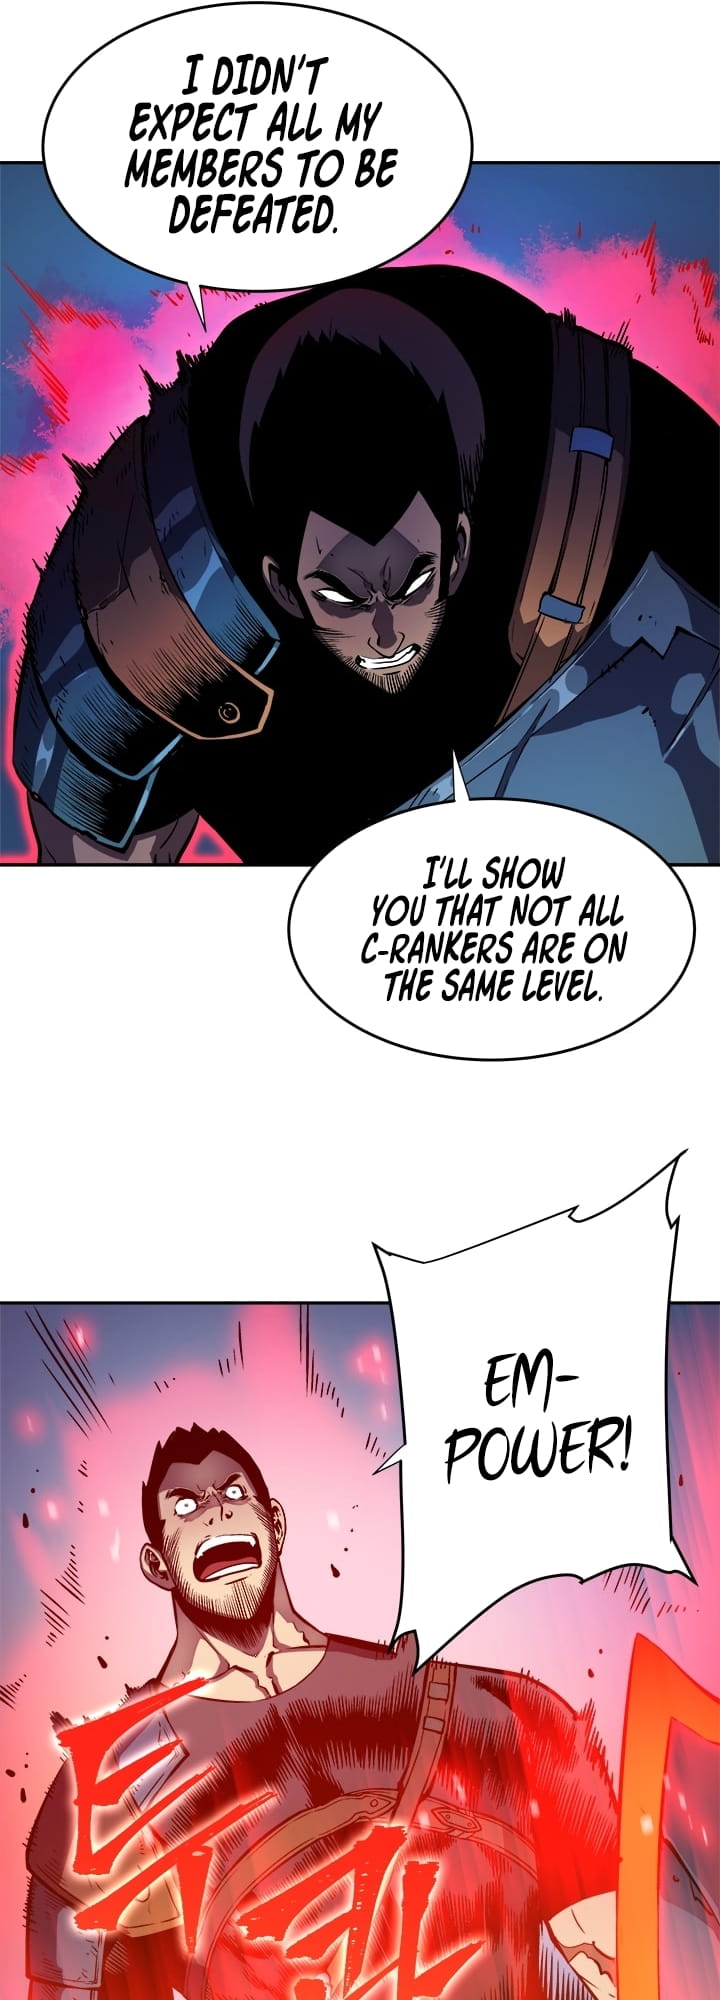 I DIDN'T
EXPECT ALL MY
MEMBERS TO BE
DEFEATED.
I'LL SHOW
YOU THAT NOT ALL
C-RANKERS ARE ON
THE SAME LEVEL.
EM-
POWER!